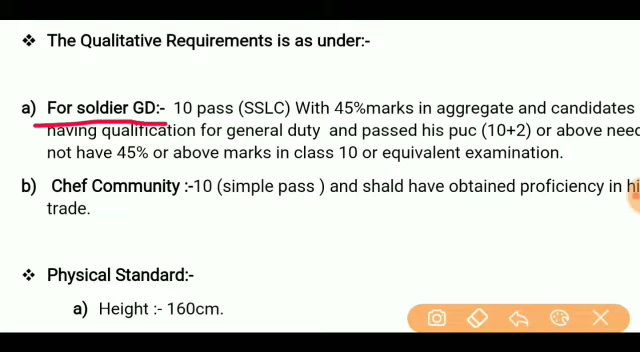 ❖ The Qualitative Requirements is as under:-
a) For soldier GD:- 10 pass (SSLC) With 45%marks in aggregate and candidates
having qualification for general duty and passed his puc (10+2) or above need
not have 45% or above marks in class 10 or equivalent examination.
b) Chef Community :-10 (simple pass ) and shald have obtained proficiency in hi
trade.
❖ Physical Standard:-
a) Height :- 160cm.